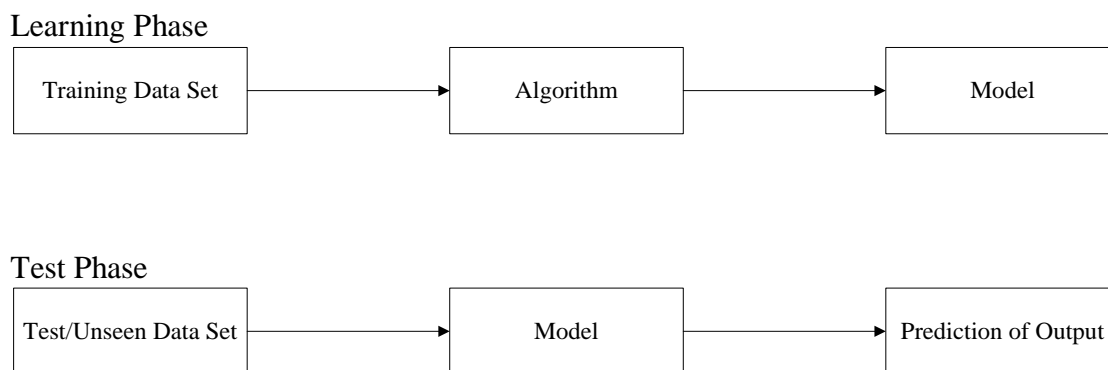 Learning Phase
Training Data Set
Algorithm
Model
Test Phase
Test/Unseen Data Set
Model
Prediction of Output